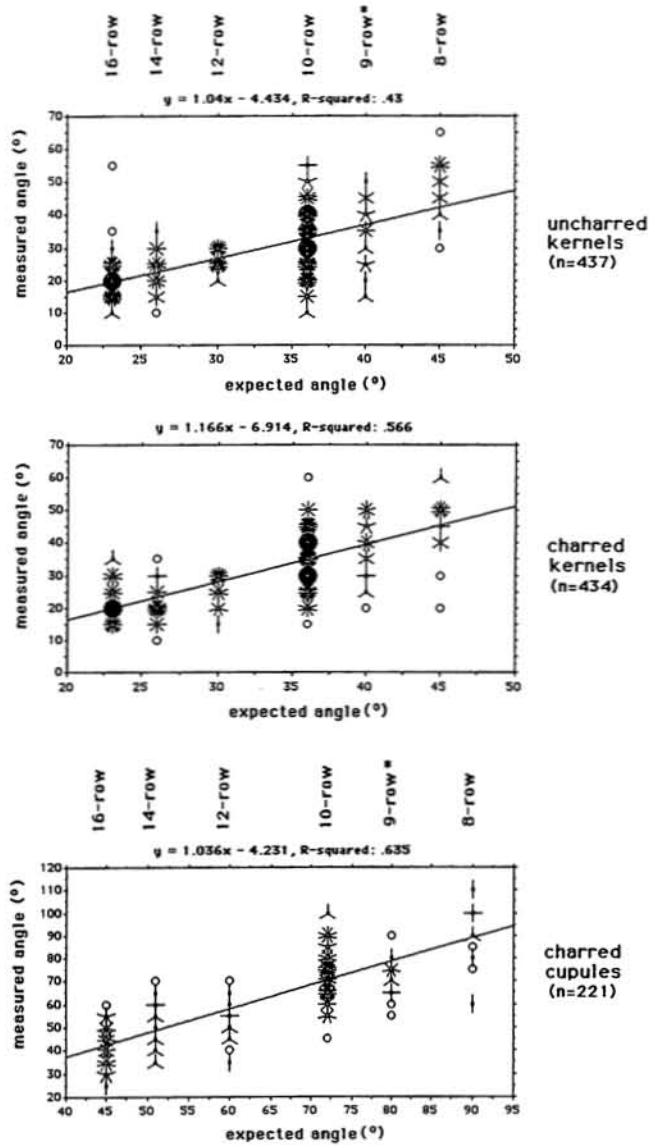 16-row 14-row 12-row 10-row 9-row* 8-row
y = 1.04x - 4.434, R-squared: .43
measured angle (°)
70
60
50
40
30
20
10
0
20 25 30 35 40 45 50
expected angle (°)
uncharred
kernels
(n=437)
y = 1.166x - 6.914, R-squared: .566
measured angle (°)
70
60
50
40
30
20
10
0
20 25 30 35 40 45 50
expected angle (°)
charred
kernels
(n=434)
16-row 14-row 12-row 10-row 9-row* 8-row
y = 1.036x - 4.231, R-squared: .635
measured angle (°)
120
110
100
90
80
70
60
50
40
30
20
40 45 50 55 60 65 70 75 80 85 90 95
expected angle (°)
charred
cupules
(n=221)